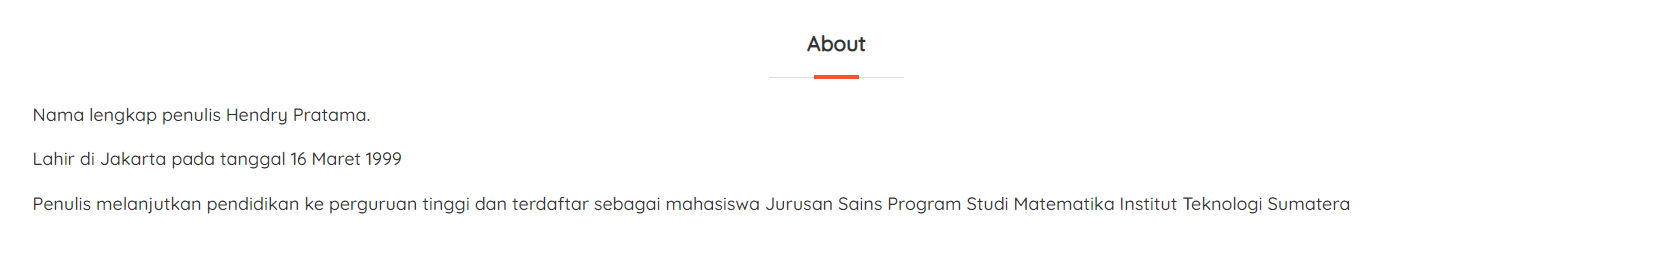 About
Nama lengkap penulis Hendry Pratama.
Lahir di Jakarta pada tanggal 16 Maret 1999
Penulis melanjutkan pendidikan ke perguruan tinggi dan terdaftar sebagai mahasiswa Jurusan Sains Program Studi Matematika Institut Teknologi Sumatera